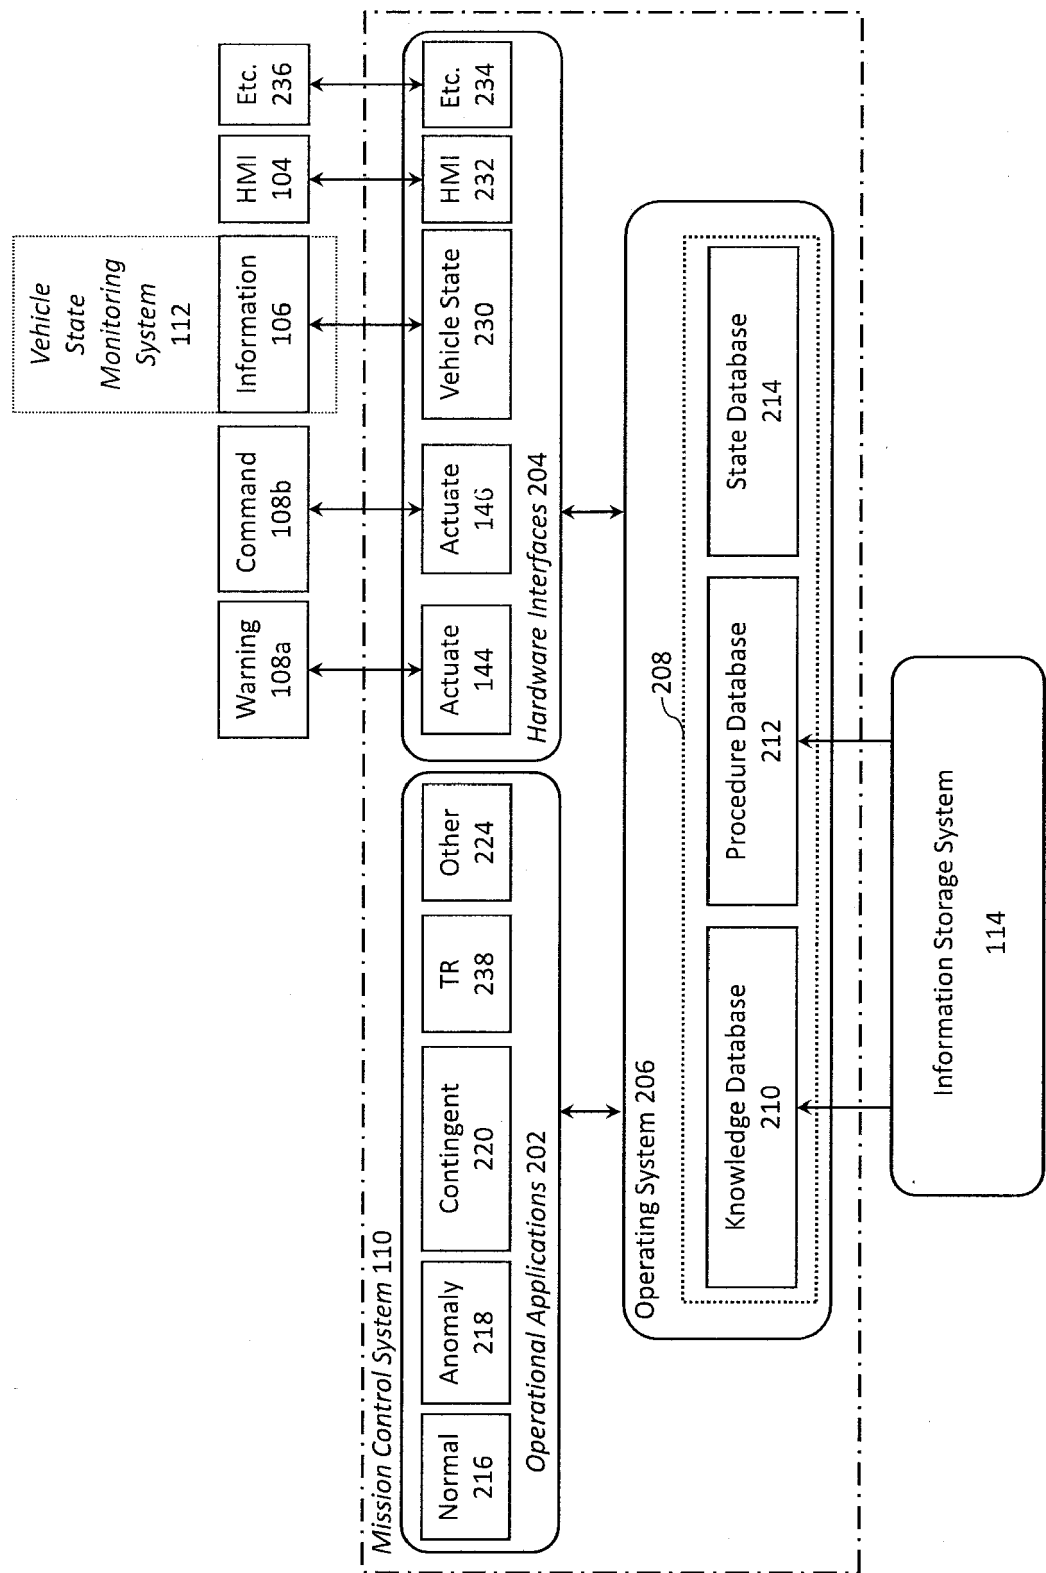 Vehicle
State
Monitoring
System
112
Warning
108a
Command
108b
Information
106
HMI
104
Etc.
236
Mission Control System 110
Normal
216
Anomaly
218
Contingent
220
TR
238
Other
224
Operational Applications 202
Actuate
144
Actuate
146
Vehicle State
230
HMI
232
Etc.
234
Hardware Interfaces 204
Operating System 206
208
Knowledge Database
210
Procedure Database
212
State Database
214
Information Storage System
114